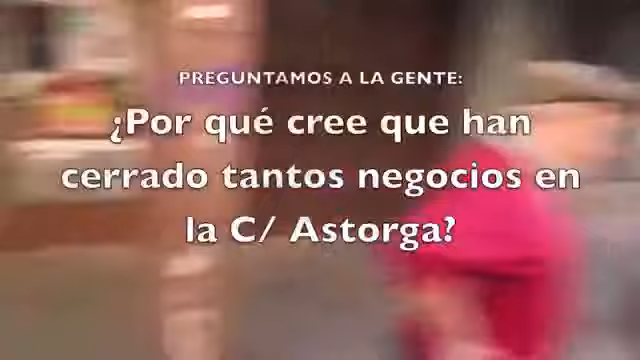 PREGUNTAMOS A LA GENTE:
¿Por qué cree que han
cerrado tantos negocios en
la C/ Astorga?